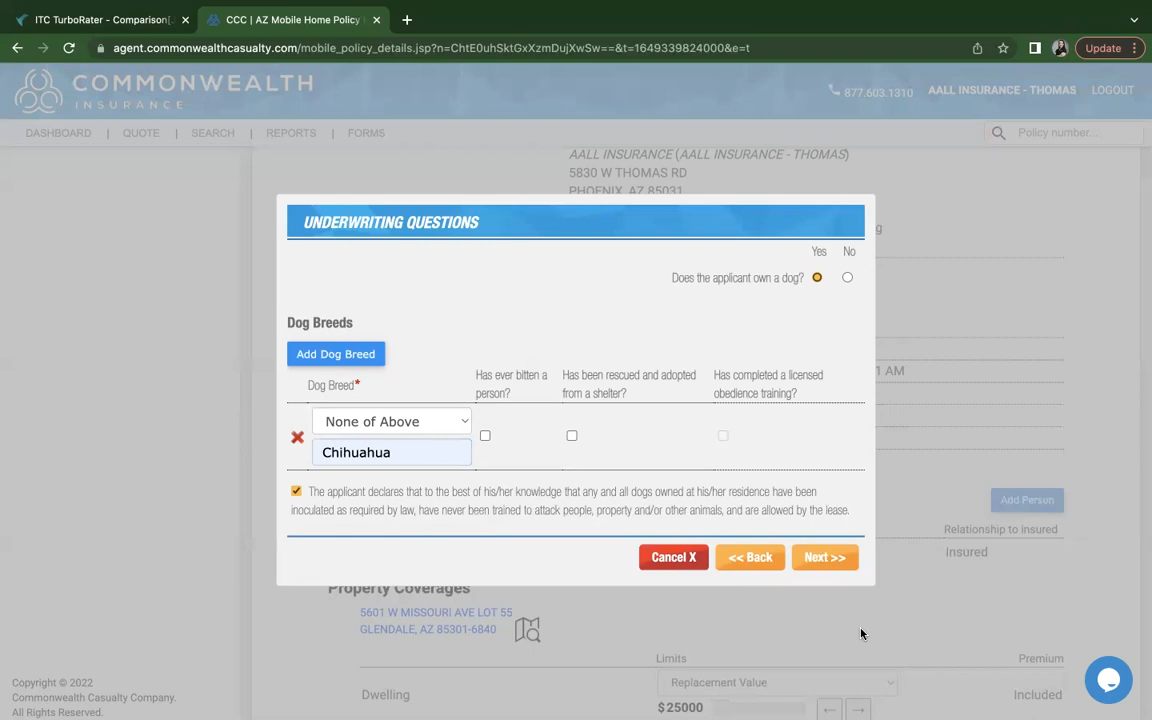 ITC TurboRater - Comparison[.
CCC | AZ Mobile Home Policy
agent.commonwealthcasualty.com/mobile_policy_details.jsp?n=ChtE0uhSktGxXzmDujXwSw==&t=1649339824000&e=t
Update
COMMONWEALTH
INSURANCE
877.603.1310
AALL INSURANCE - THOMAS
LOGOUT
DASHBOARD | QUOTE | SEARCH | REPORTS | FORMS
Policy number...
AALL INSURANCE (AALL INSURANCE - THOMAS)
5830 W THOMAS RD
PHOENIX, AZ 85031
UNDERWRITING QUESTIONS
Yes No
Does the applicant own a dog?
Dog Breeds
Add Dog Breed
Dog Breed*
Has ever bitten a
person?
Has been rescued and adopted
from a shelter?
Has completed a licensed
obedience training?
None of Above
Chihuahua
The applicant declares that to the best of his/her knowledge that any and all dogs owned at his/her residence have been
inoculated as required by law, have never been trained to attack people, property and/or other animals, and are allowed by the lease.
Cancel X
<< Back
Next >>
1 AM
Add Person
Relationship to Insured
Insured
Property Coverages
5601 W MISSOURI AVE LOT 55
GLENDALE, AZ 85301-6840
Limits
Premium
Dwelling
Replacement Value
Included
$25000
Copyright © 2022
Commonwealth Casualty Company.
All Rights Reserved.